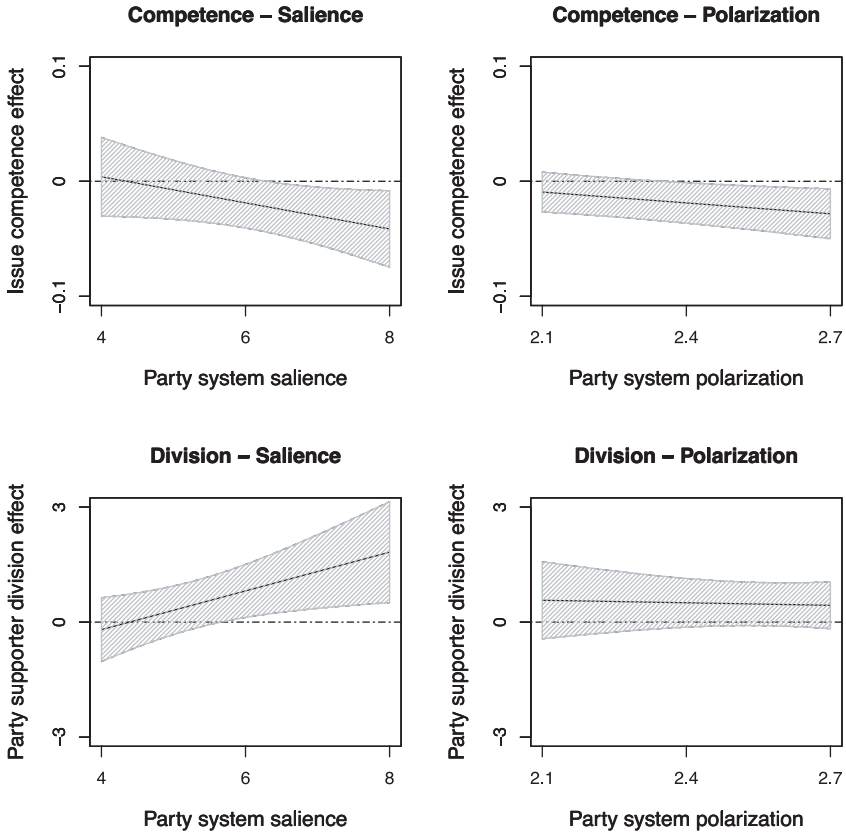 Competence – Salience
Issue competence effect
0.1
0
−0.1
4 6 8
Party system salience
Competence – Polarization
Issue competence effect
0.1
0
−0.1
2.1 2.4 2.7
Party system polarization
Division – Salience
Party supporter division effect
3
0
−3
4 6 8
Party system salience
Division – Polarization
Party supporter division effect
3
0
−3
2.1 2.4 2.7
Party system polarization